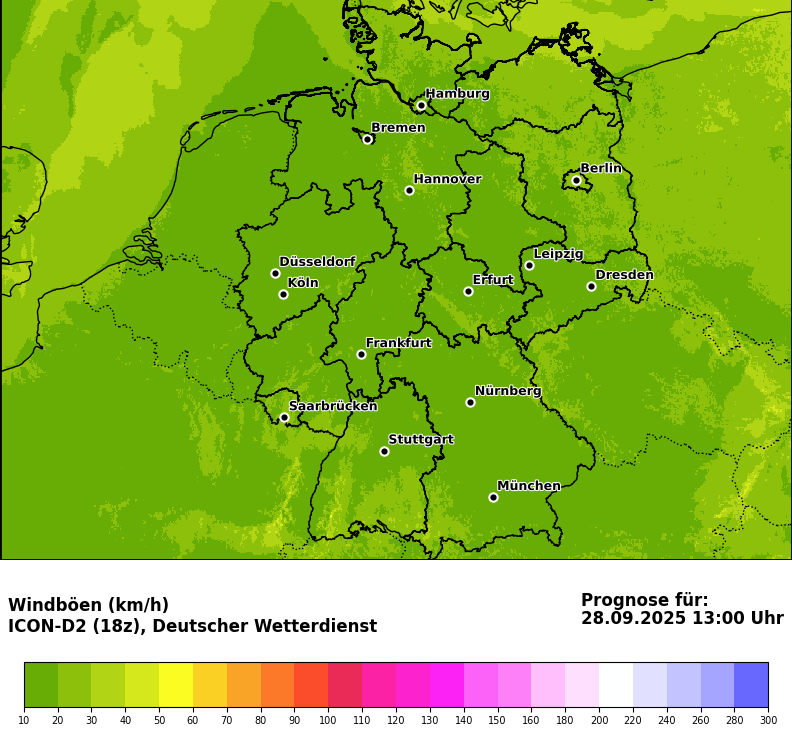 Hamburg
Bremen
Hannover
Berlin
Düsseldorf
Leipzig
Köln
Erfurt
Dresden
Frankfurt
Nürnberg
Saarbrücken
Stuttgart
München
Windböen (km/h)
ICON-D2 (18z), Deutscher Wetterdienst
Prognose für:
28.09.2025 13:00 Uhr
10 20 30 40 50 60 70 80 90 100 110 120 130 140 150 160 180 200 220 240 260 280 300